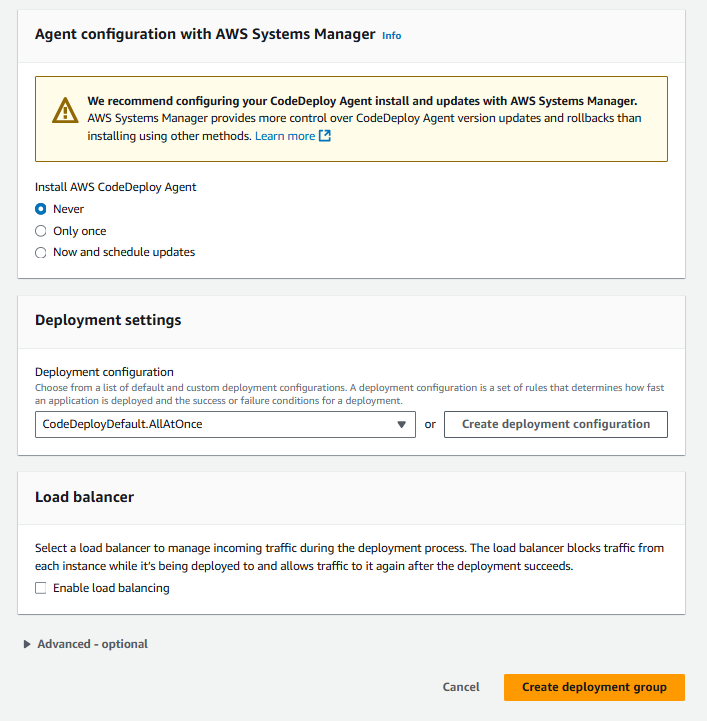 Agent configuration with AWS Systems Manager Info
We recommend configuring your CodeDeploy Agent install and updates with AWS Systems Manager.
AWS Systems Manager provides more control over CodeDeploy Agent version updates and rollbacks than
installing using other methods. Learn more
Install AWS CodeDeploy Agent
Never
Only once
Now and schedule updates
Deployment settings
Deployment configuration
Choose from a list of default and custom deployment configurations. A deployment configuration is a set of rules that determines how fast
an application is deployed and the success or failure conditions for a deployment.
CodeDeployDefault.AllAtOnce or Create deployment configuration
Load balancer
Select a load balancer to manage incoming traffic during the deployment process. The load balancer blocks traffic from
each instance while it's being deployed to and allows traffic to it again after the deployment succeeds.
Enable load balancing
Advanced - optional
Cancel Create deployment group